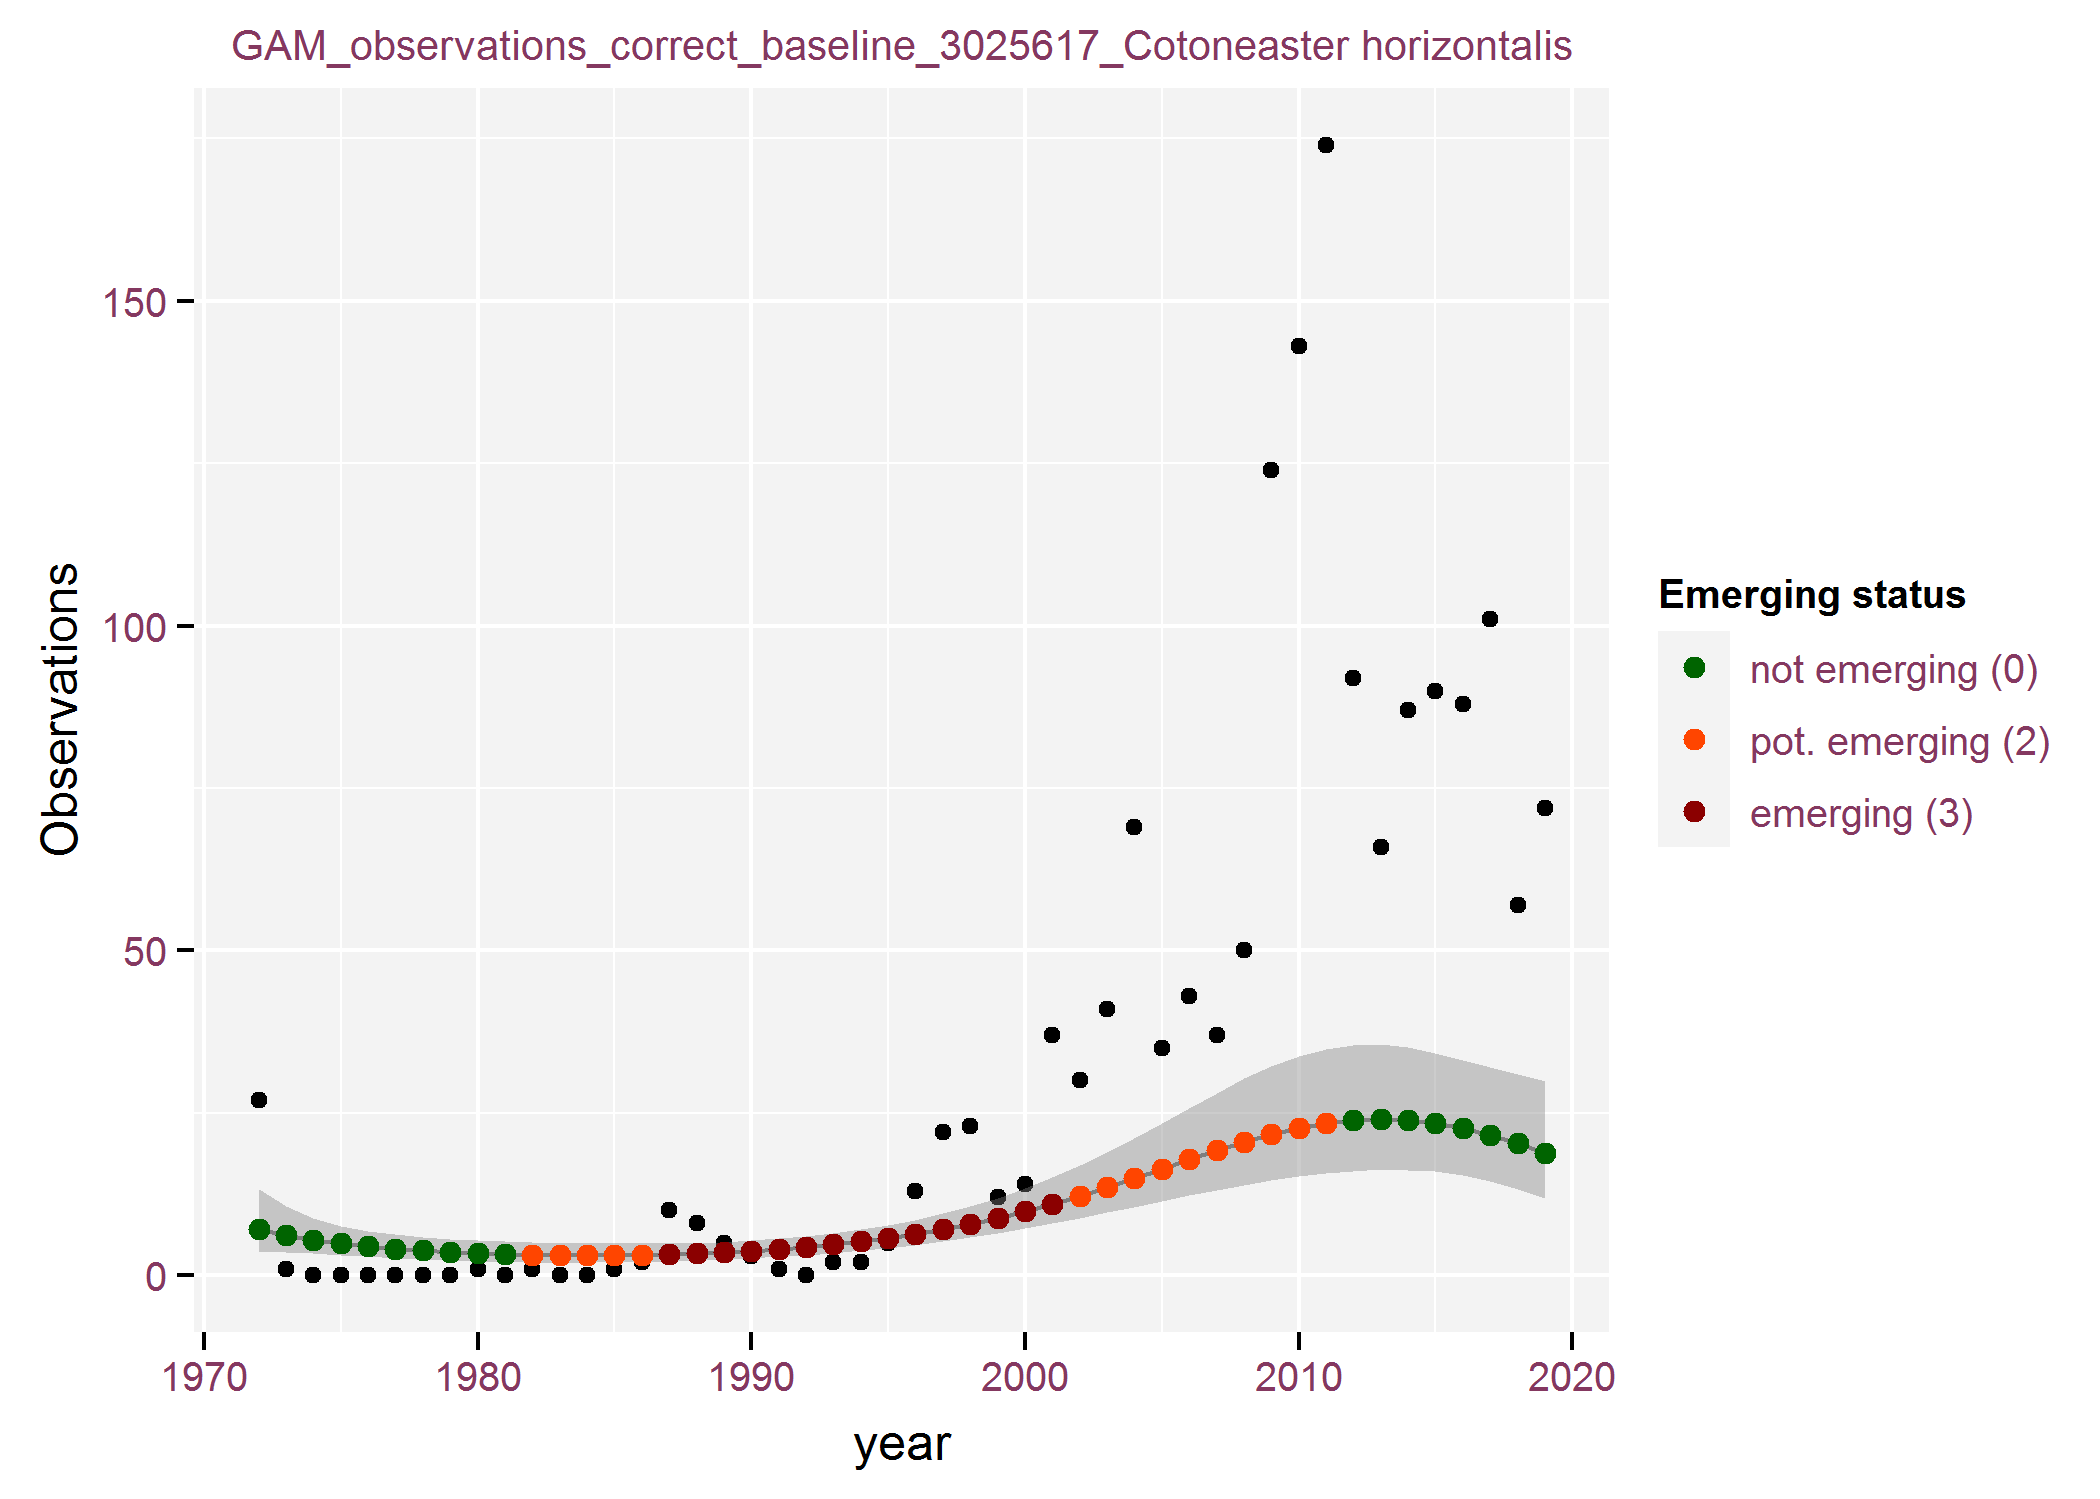 GAM_observations_correct_baseline_3025617_Cotoneaster horizontalis
Observations
150
100
50
0
1970 1980 1990 2000 2010 2020
year
Emerging status
not emerging (0)
pot. emerging (2)
emerging (3)